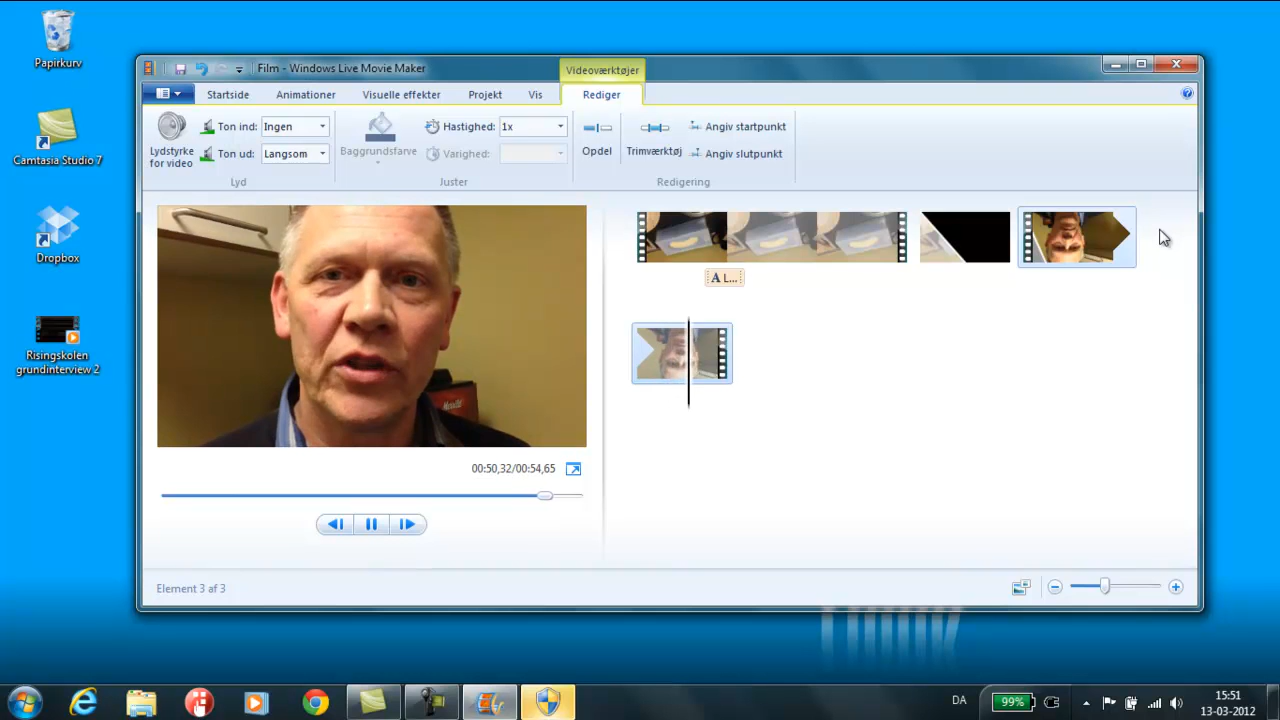 Papirkurv
Camtasia Studio 7
Dropbox
Risingskolen
grundinterview 2
Film - Windows Live Movie Maker
Videoværktøjer
Startside
Animationer
Visuelle effekter
Projekt
Vis
Rediger
Lydstyrke
for video
Ton ind:
Ingen
Ton ud:
Langsom
Lyd
Baggrundsfarve
Hastighed:
1x
Varighed:
Juster
Opdel
Trimværktøj
Angiv startpunkt
Angiv slutpunkt
Redigering
A L...
00:50,32/00:54,65
Element 3 af 3
DA
99%
15:51
13-03-2012